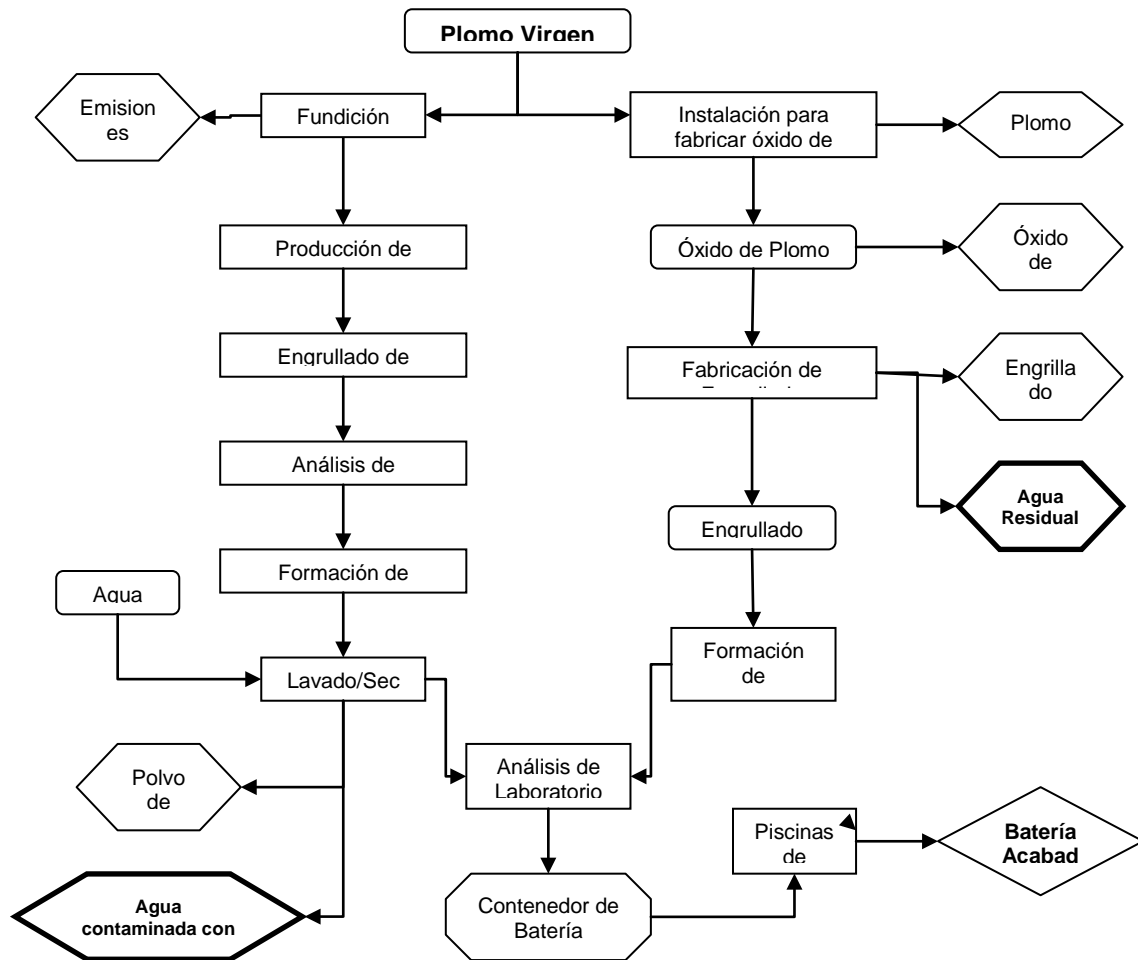 Plomo Virgen
Emision
es
Fundición
Instalación para
fabricar óxido de
Plomo
Producción de
Óxido de Plomo
Óxido
de
Engrullado de
Fabricación de
Engrilla
do
Análisis de
Agua
Residual
Engrullado
Formación de
Agua
Formación
de
Lavado/Sec
Polvo
de
Análisis de
Laboratorio
Piscinas
de
Batería
Acabad
Agua
contaminada con
Contenedor de
Batería